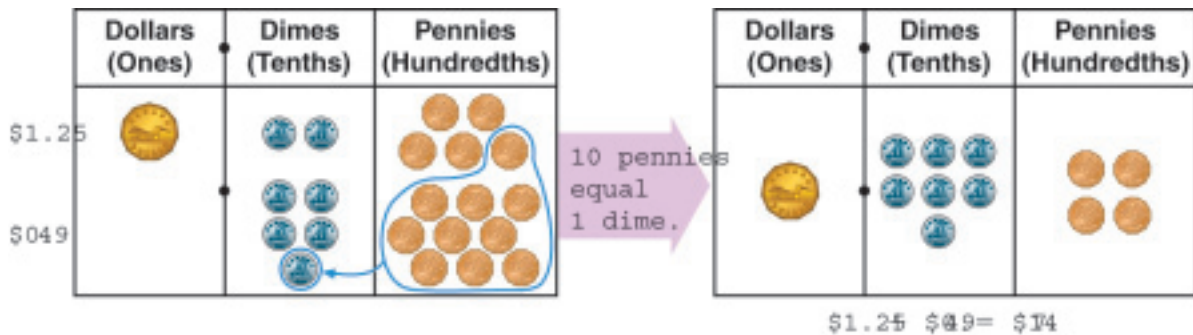 Dollars
(Ones)
Dimes
(Tenths)
Pennies
(Hundredths)
$1.25
$049
10 pennies
equal
1 dime.
Dollars
(Ones)
Dimes
(Tenths)
Pennies
(Hundredths)
$1.25